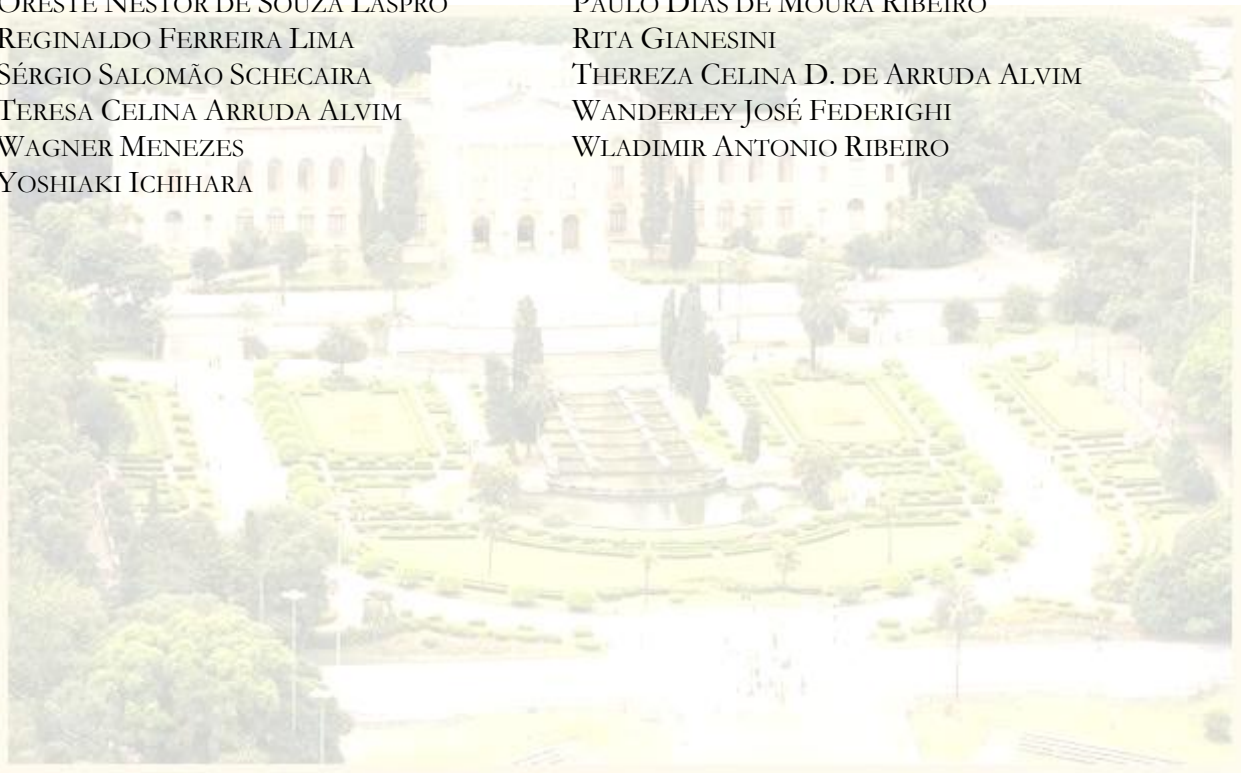 ORESTE NESTOR DE SOUZA LASPRO
REGINALDO FERREIRA LIMA
SÉRGIO SALOMÃO SCHECAIRA
TERESA CELINA ARRUDA ALVIM
WAGNER MENEZES
YOSHIAKI ICHIHARA
PAULO DIAS DE MOURA RIBEIRO
RITA GIANESINI
THEREZA CELINA D. DE ARRUDA ALVIM
WANDERLEY JOSÉ FEDERIGHI
WLADIMIR ANTONIO RIBEIRO